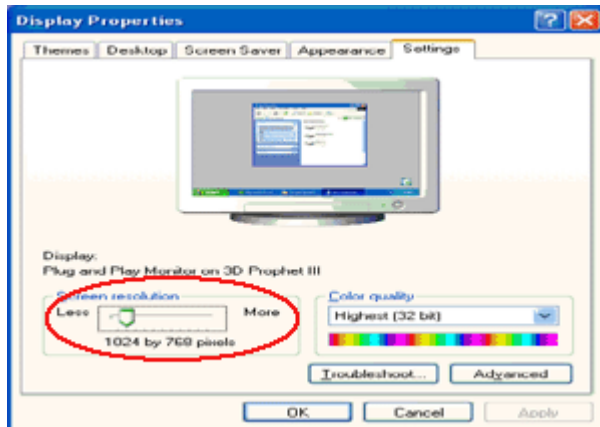 Display Properties
Themes Desktop Screen Saver Appearance Settings
Display:
Plug and Play Monitor on 3D Prophet III
Screen resolution
Less More
1024 by 768 pixels
Color quality
Highest (32 bit)
Troubleshoot... Advanced
OK Cancel Apply